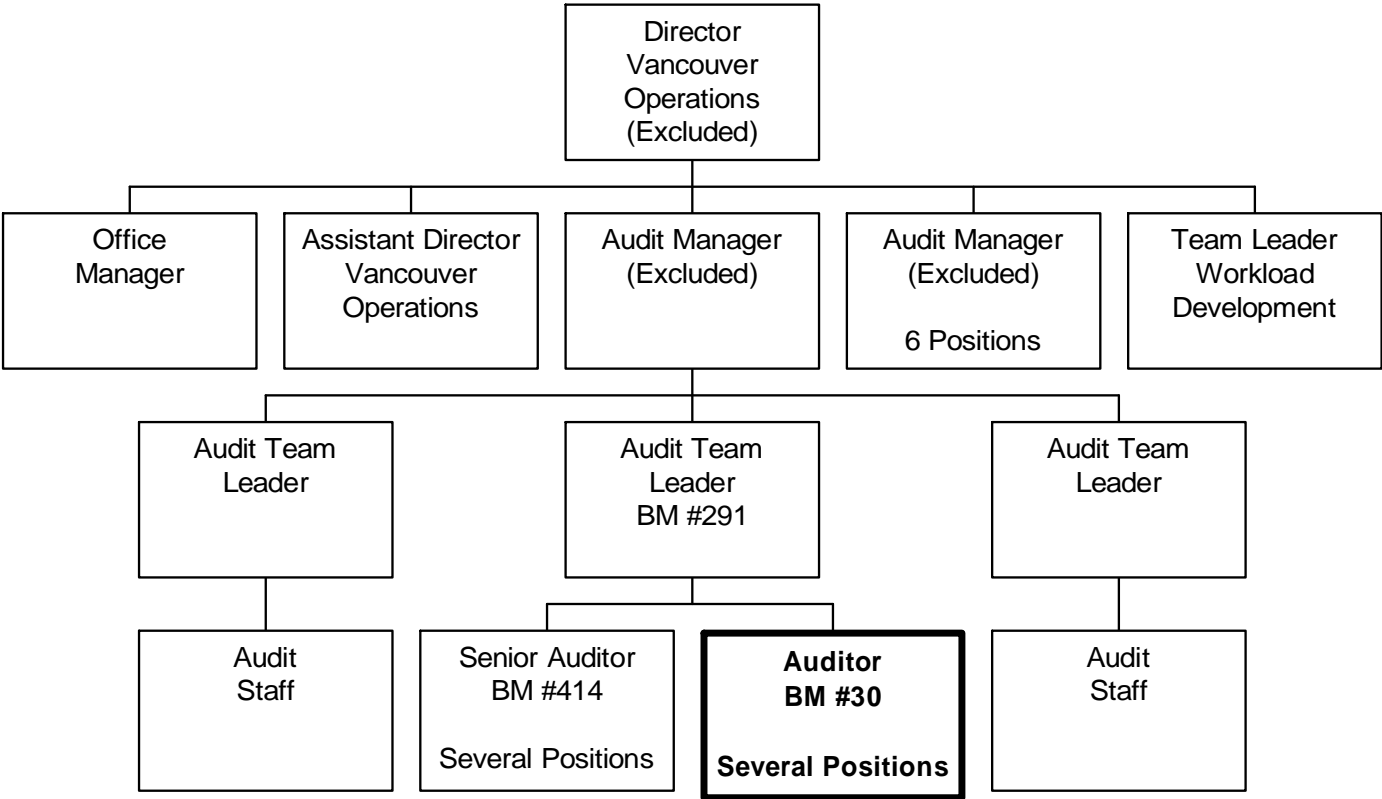 Director
Vancouver
Operations
(Excluded)
Office
Manager
Assistant Director
Vancouver
Operations
Audit Manager
(Excluded)
Audit Manager
(Excluded)
6 Positions
Team Leader
Workload
Development
Audit Team
Leader
Audit Team
Leader
BM #291
Audit Team
Leader
Audit
Staff
Senior Auditor
BM #414
Several Positions
Auditor
BM #30
Several Positions
Audit
Staff